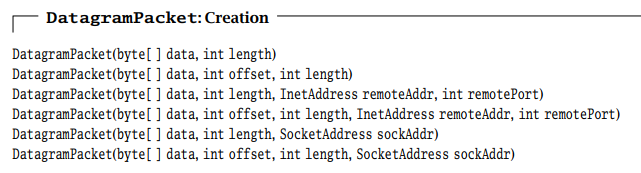 DatagramPacket: Creation
DatagramPacket(byte[ ] data, int length)
DatagramPacket(byte[ ] data, int offset, int length)
DatagramPacket(byte[ ] data, int length, InetAddress remoteAddr, int remotePort)
DatagramPacket(byte[ ] data, int offset, int length, InetAddress remoteAddr, int remotePort)
DatagramPacket(byte[ ] data, int length, SocketAddress sockAddr)
DatagramPacket(byte[ ] data, int offset, int length, SocketAddress sockAddr)